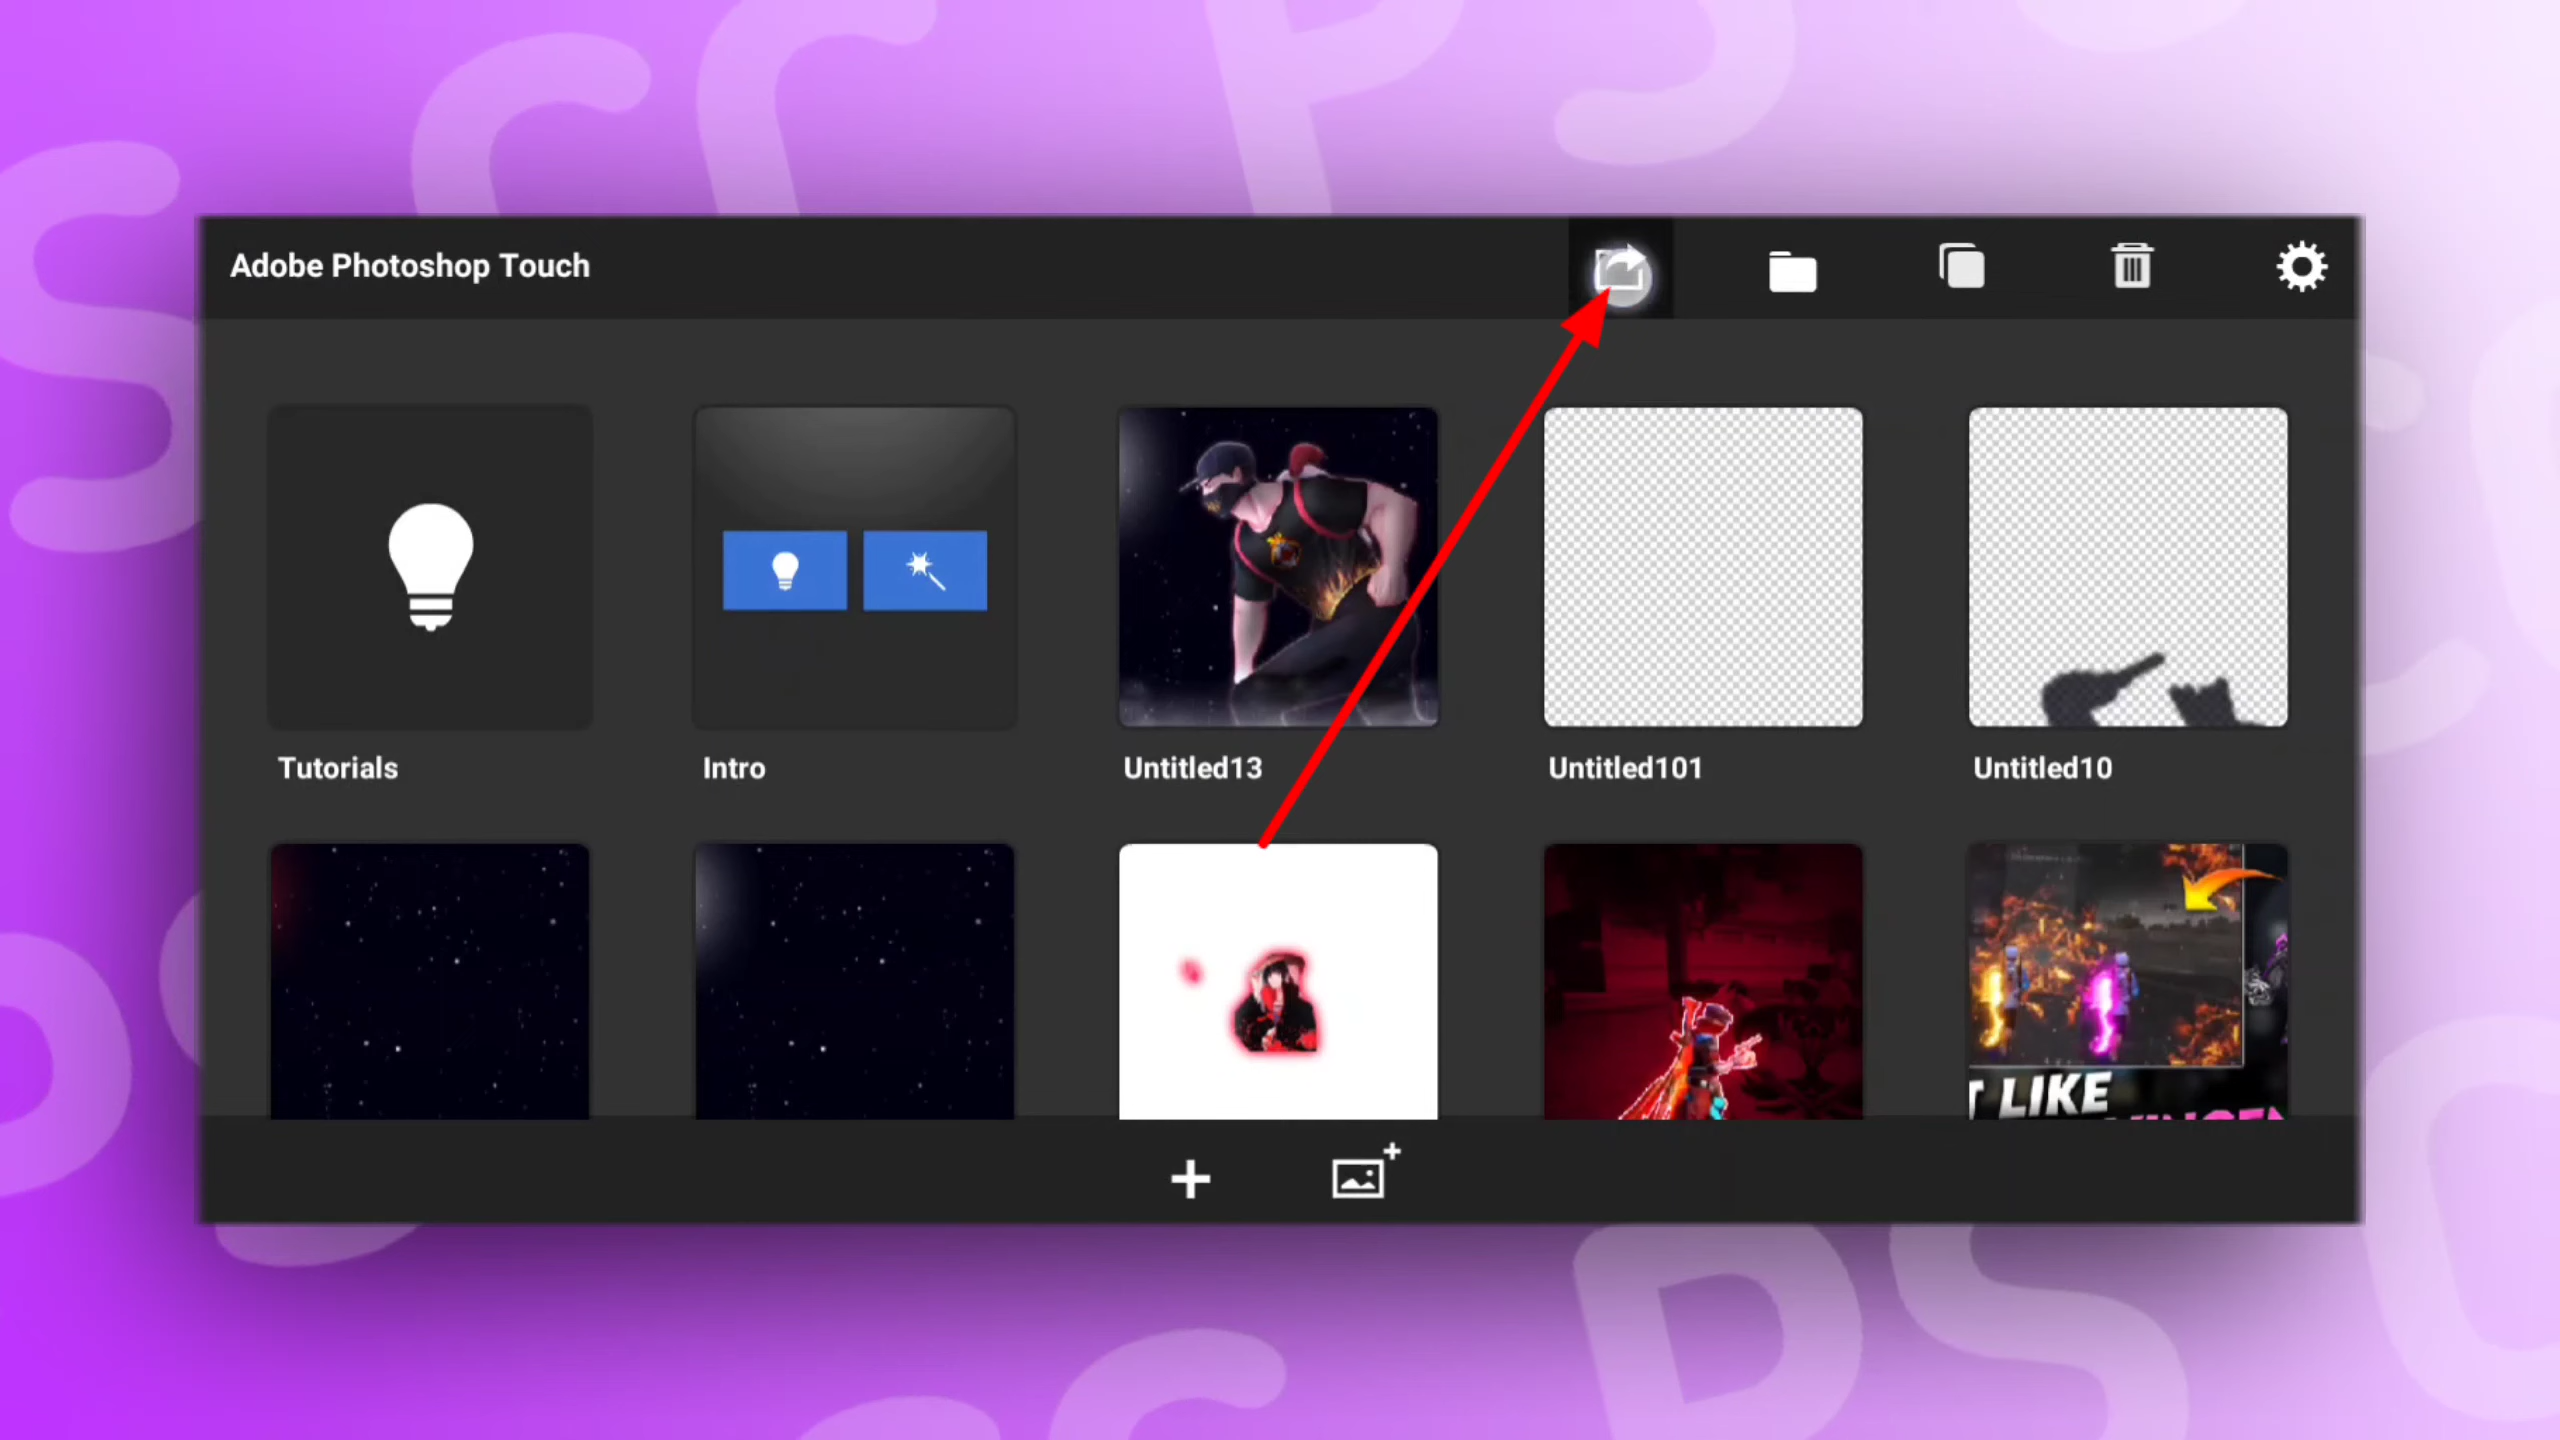 Adobe Photoshop Touch
Tutorials
Intro
Untitled13
Untitled101
Untitled10
T LIKE